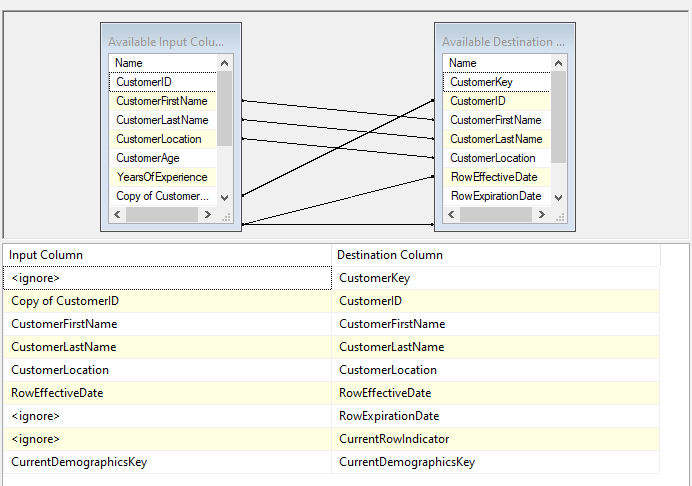 Available Input Colu... Available Destination ...
Name Name
CustomerID CustomerKey
CustomerFirstName CustomerID
CustomerLastName CustomerFirstName
CustomerLocation CustomerLastName
CustomerAge CustomerLocation
YearsOfExperience RowEffectiveDate
Copy of Customer... RowExpirationDate
Input Column Destination Column
<ignore> CustomerKey
Copy of CustomerID CustomerID
CustomerFirstName CustomerFirstName
CustomerLastName CustomerLastName
CustomerLocation CustomerLocation
RowEffectiveDate RowEffectiveDate
<ignore> RowExpirationDate
<ignore> CurrentRowIndicator
CurrentDemographicsKey CurrentDemographicsKey